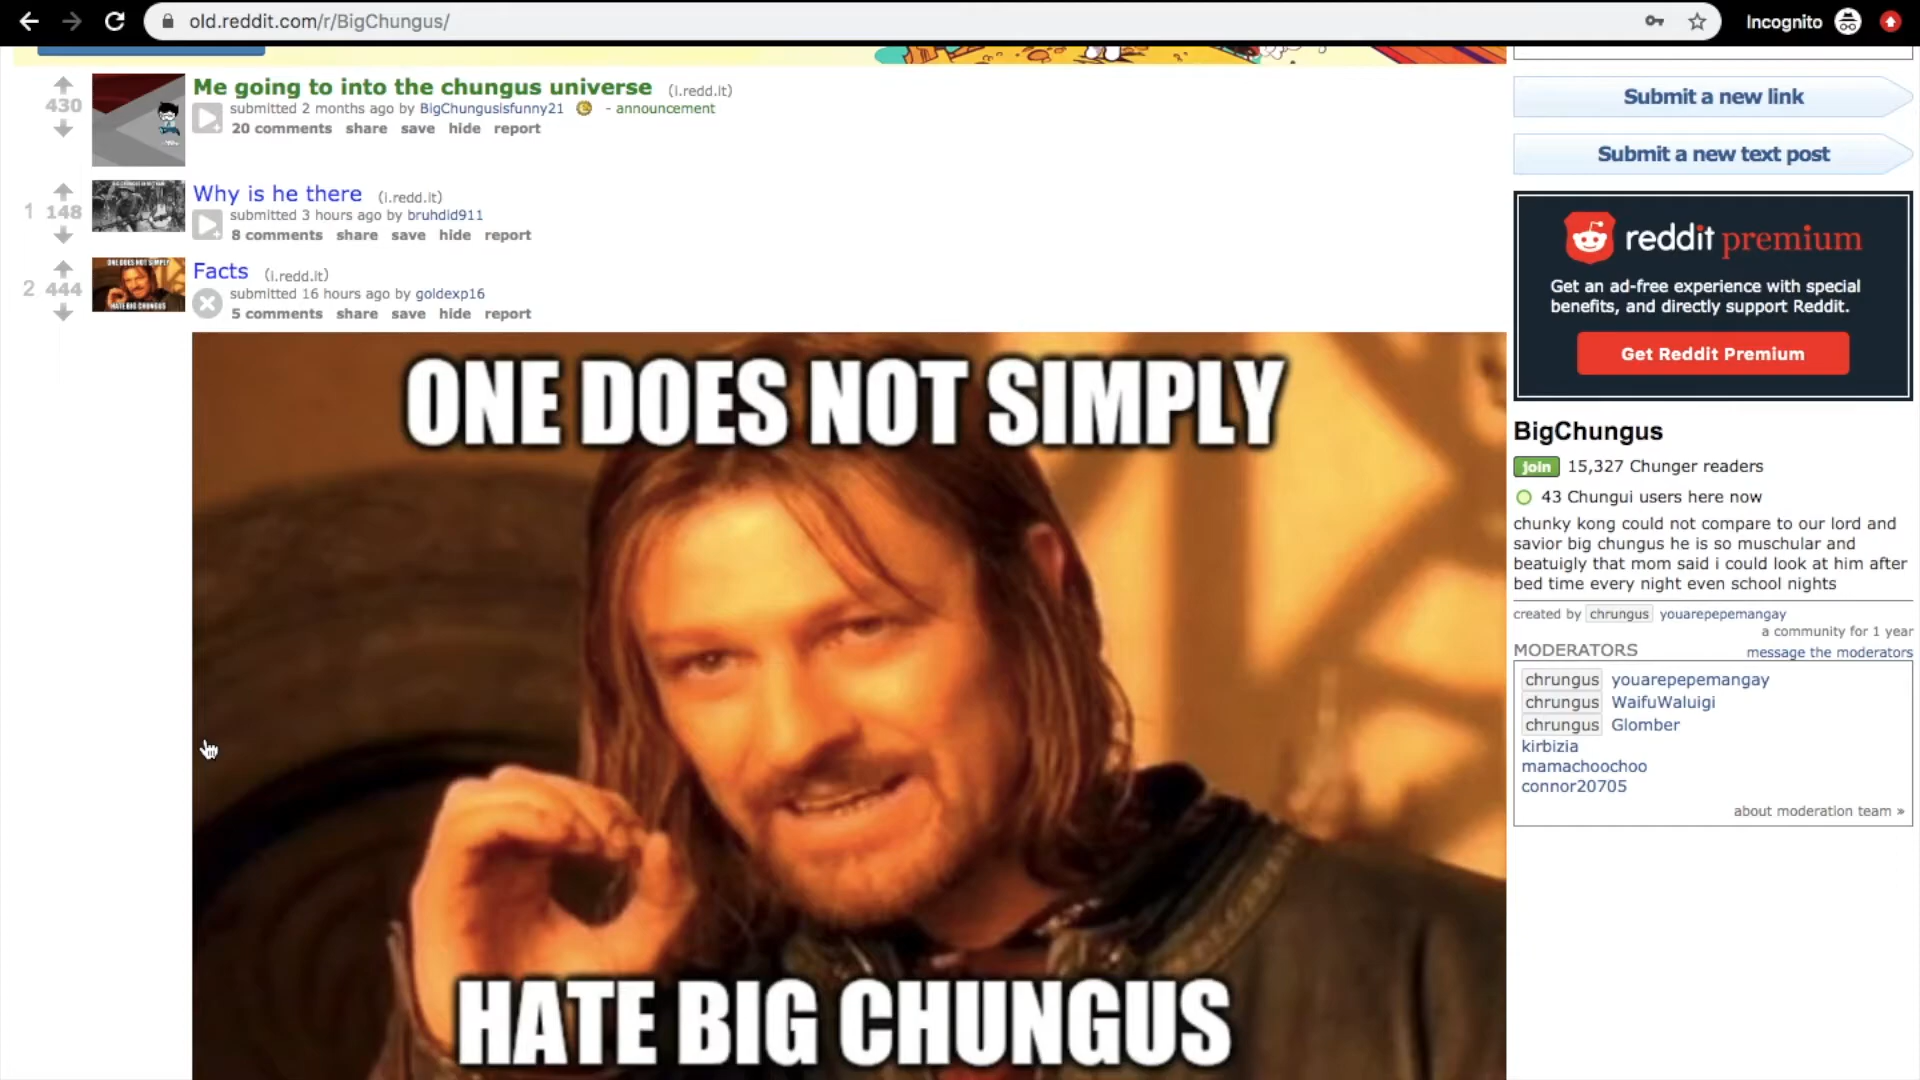 old.reddit.com/r/BigChungus/
Incognito
430
Me going to into the chungus universe (i.redd.it)
submitted 2 months ago by BigChungusisfunny21 - announcement
20 comments share save hide report
1
148
Why is he there (i.redd.it)
submitted 3 hours ago by bruhdid911
8 comments share save hide report
2
444
ONE DOES NOT SIMPLY
HATE BIG CHUNGUS
Facts (i.redd.it)
submitted 16 hours ago by goldexp16
5 comments share save hide report
ONE DOES NOT SIMPLY
HATE BIG CHUNGUS
Submit a new link
Submit a new text post
reddit premium
Get an ad-free experience with special
benefits, and directly support Reddit.
Get Reddit Premium
BigChungus
join 15,327 Chunger readers
43 Chungui users here now
chunky kong could not compare to our lord and
savior big chungus he is so muschular and
beatuigly that mom said i could look at him after
bed time every night even school nights
created by chrungus youarepepemangay
a community for 1 year
MODERATORS
message the moderators
chrungus youarepepemangay
chrungus WaifuWaluigi
chrungus Glomber
kirbizia
mamachoochoo
connor20705
about moderation team »